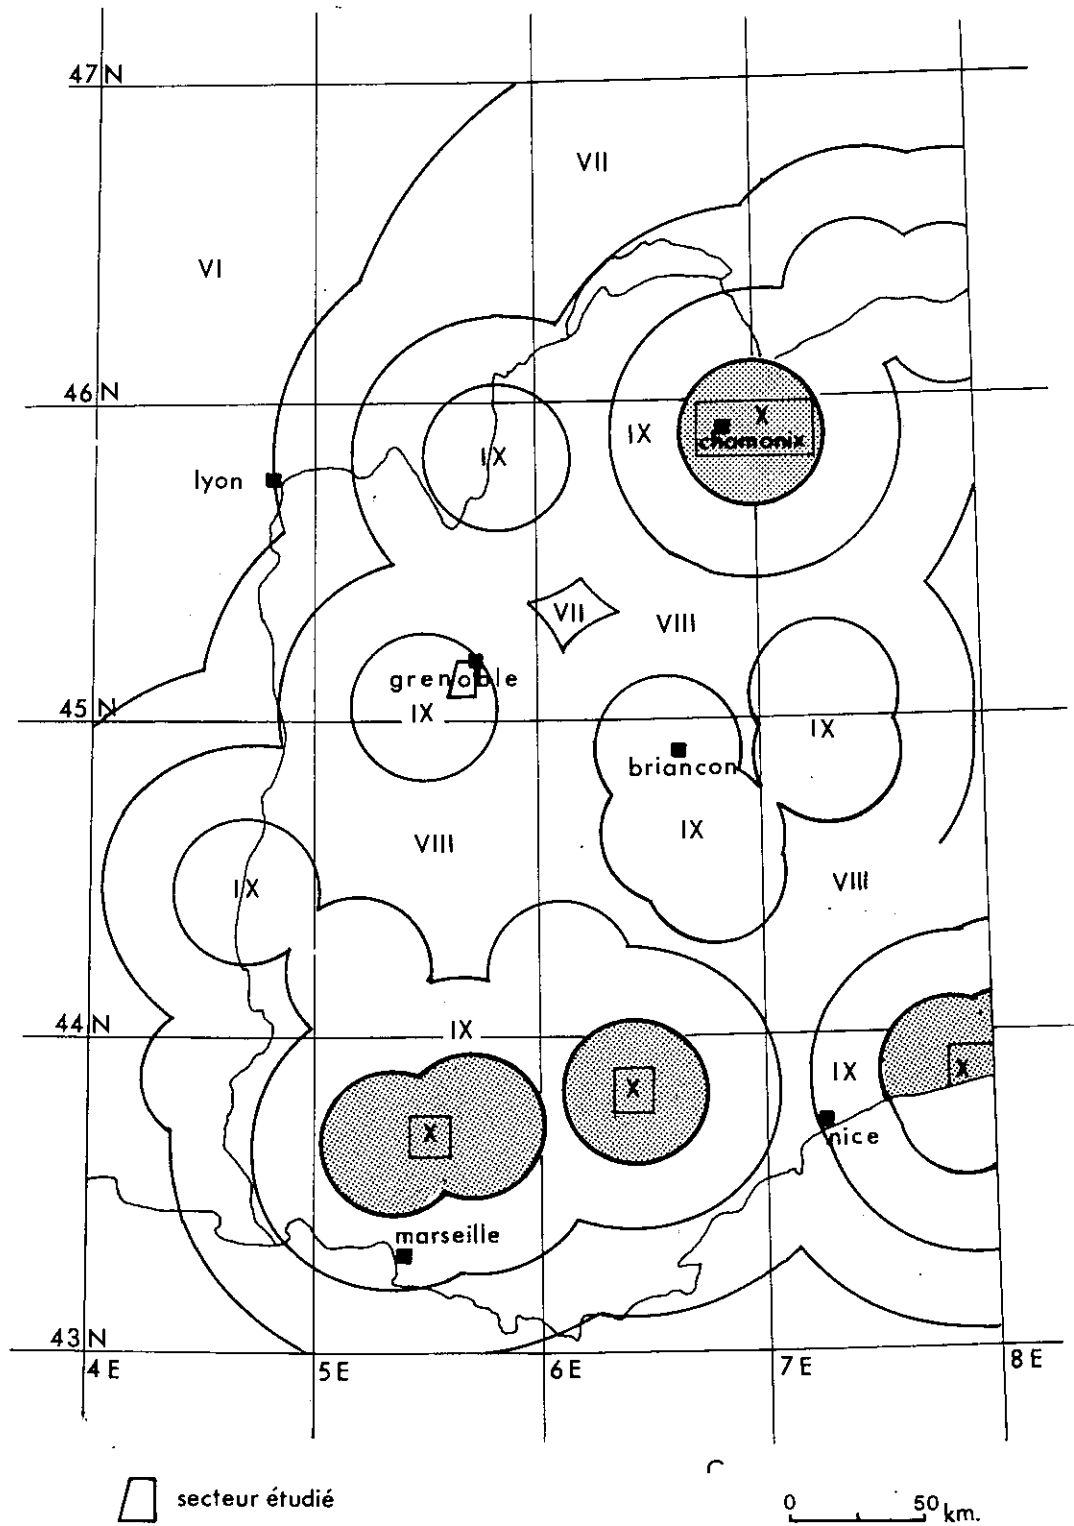 47 N
VII
VI
46 N
X
IX
chamonix
IX
lyon
VII
VIII
grenoble
IX
45 N
IX
briancon
IX
VIII
VIII
IX
44 N
IX
IX
X
X
X
nice
marseille
43 N
4 E
5 E
6 E
7 E
8 E
secteur étudié
0
50 km.